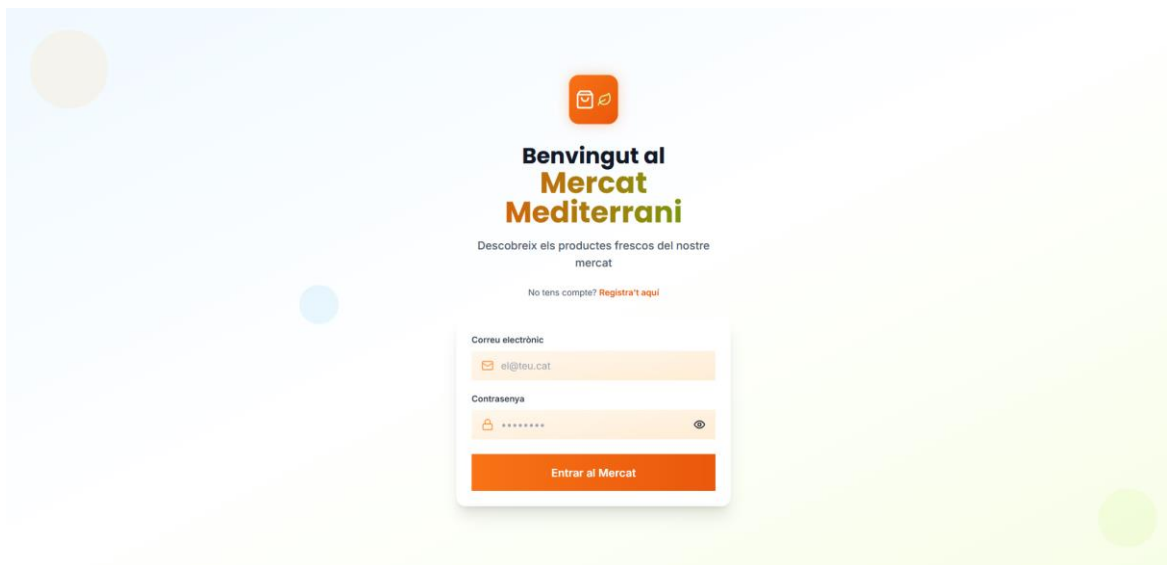 Benvingut al
Mercat
Mediterrani
Descobreix els productes frescos del nostre
mercat
No tens compte? Registra't aquí
Correu electrònic
el@teu.cat
Contrasenya
••••••••
Entrar al Mercat